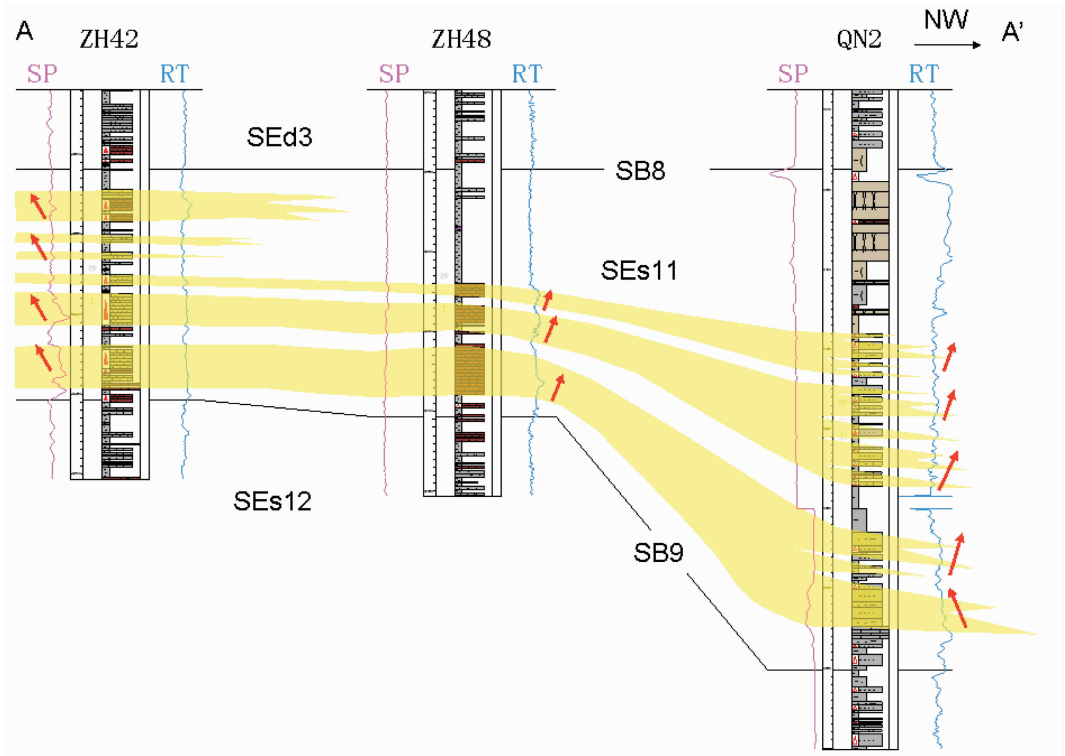 A
ZH42
ZH48
QN2
NW
A'
SP
RT
SP
RT
SP
RT
SEd3
SB8
SEs11
SEs12
SB9